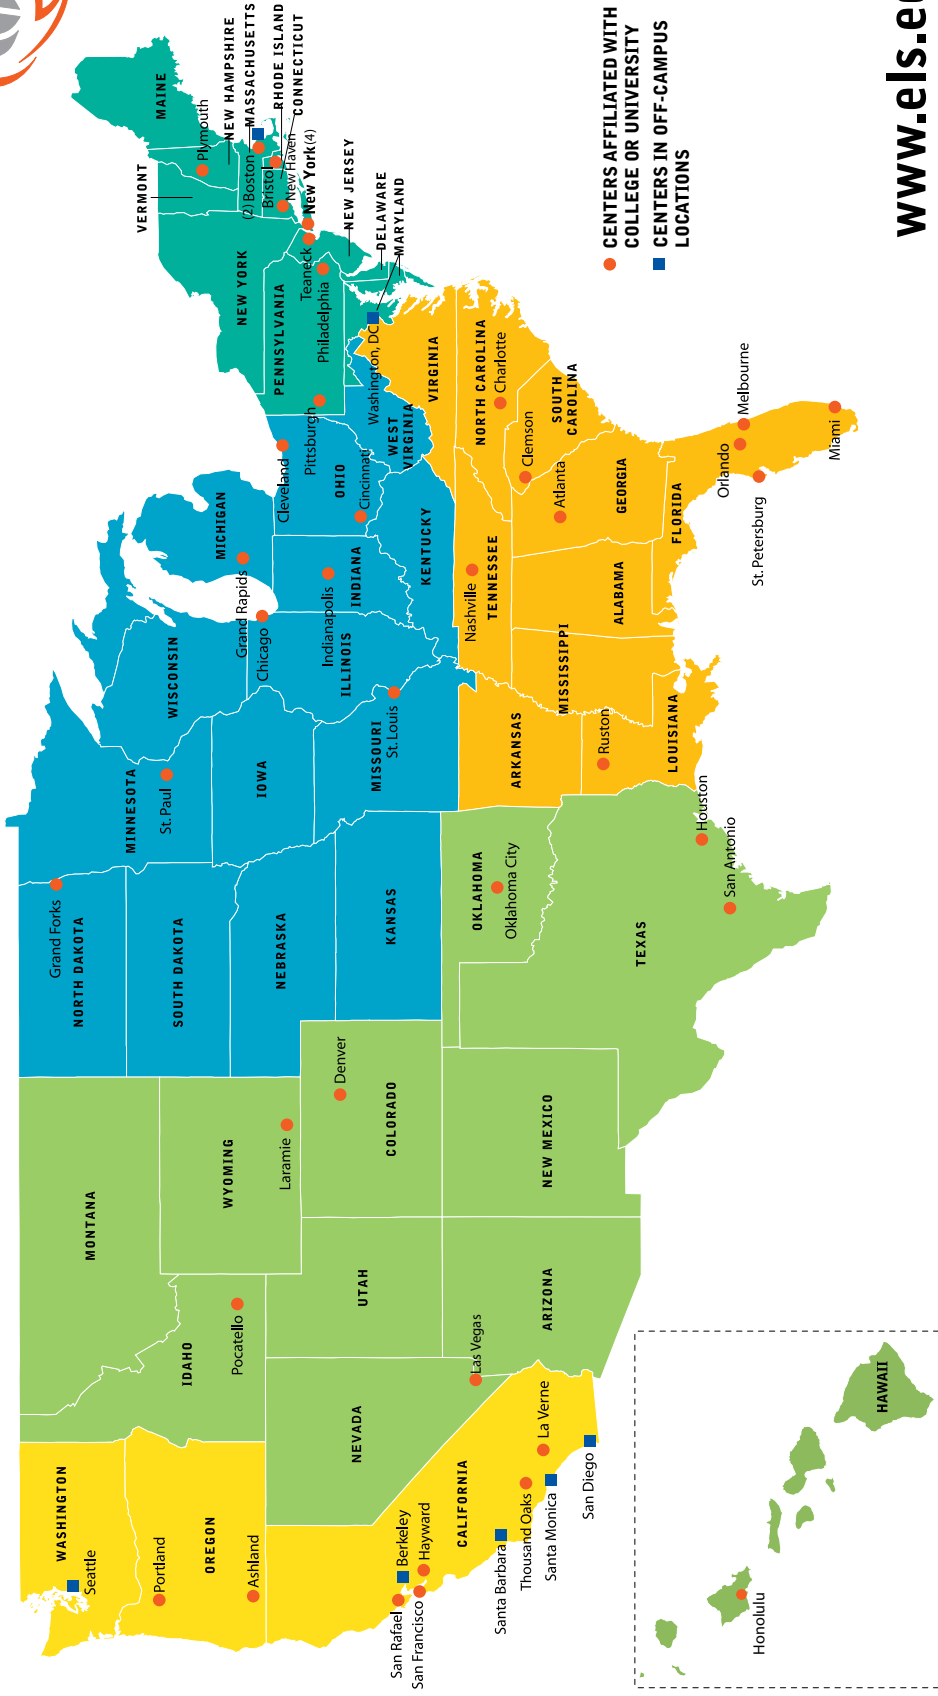 WASHINGTON
Seattle
Portland
OREGON
Ashland
San Rafael
San Francisco
Berkeley
Hayward
CALIFORNIA
Santa Barbara
Thousand Oaks
Santa Monica
La Verne
San Diego
NEVADA
Las Vegas
IDAHO
Pocatello
MONTANA
WYOMING
Laramie
UTAH
ARIZONA
COLORADO
Denver
NEW MEXICO
Honolulu
HAWAII
Grand Forks
NORTH DAKOTA
SOUTH DAKOTA
NEBRASKA
KANSAS
OKLAHOMA
Oklahoma City
TEXAS
San Antonio
Houston
MINNESOTA
St. Paul
IOWA
MISSOURI
St. Louis
WISCONSIN
ILLINOIS
Chicago
MICHIGAN
Grand Rapids
INDIANA
Indianapolis
OHIO
Cleveland
Cincinnati
KENTUCKY
WEST
VIRGINIA
ARKANSAS
LOUISIANA
Ruston
MISSISSIPPI
TENNESSEE
Nashville
ALABAMA
GEORGIA
Atlanta
FLORIDA
Orlando
Melbourne
St. Petersburg
Miami
SOUTH
CAROLINA
Clemson
NORTH CAROLINA
Charlotte
VIRGINIA
Washington, DC
PENNSYLVANIA
Pittsburgh
Philadelphia
NEW YORK
Teaneck
New York (4)
VERMONT
MAINE
Plymouth
NEW HAMPSHIRE
MASSACHUSETTS
RHODE ISLAND
CONNECTICUT
(2) Boston
Bristol
New Haven
NEW JERSEY
DELAWARE
MARYLAND
CENTERS AFFILIATED WITH
COLLEGE OR UNIVERSITY
CENTERS IN OFF-CAMPUS
LOCATIONS
www.els.e